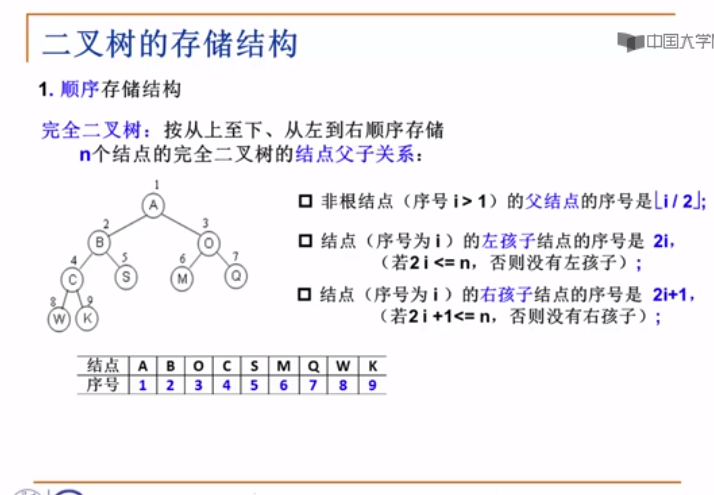 二叉树的存储结构
中国大学
1. 顺序存储结构
完全二叉树：按从上至下、从左到右顺序存储
n个结点的完全二叉树的结点父子关系：
1
A
2
3
B
O
4
5
6
7
C
S
M
Q
8
9
W
K
非根结点（序号 i > 1）的父结点的序号是⌊i / 2⌋;
结点（序号为 i ）的左孩子结点的序号是 2i，
（若2 i <= n，否则没有左孩子）;
结点（序号为 i ）的右孩子结点的序号是 2i+1，
（若2 i +1<= n，否则没有右孩子）;
结点 A B O C S M Q W K
序号 1 2 3 4 5 6 7 8 9